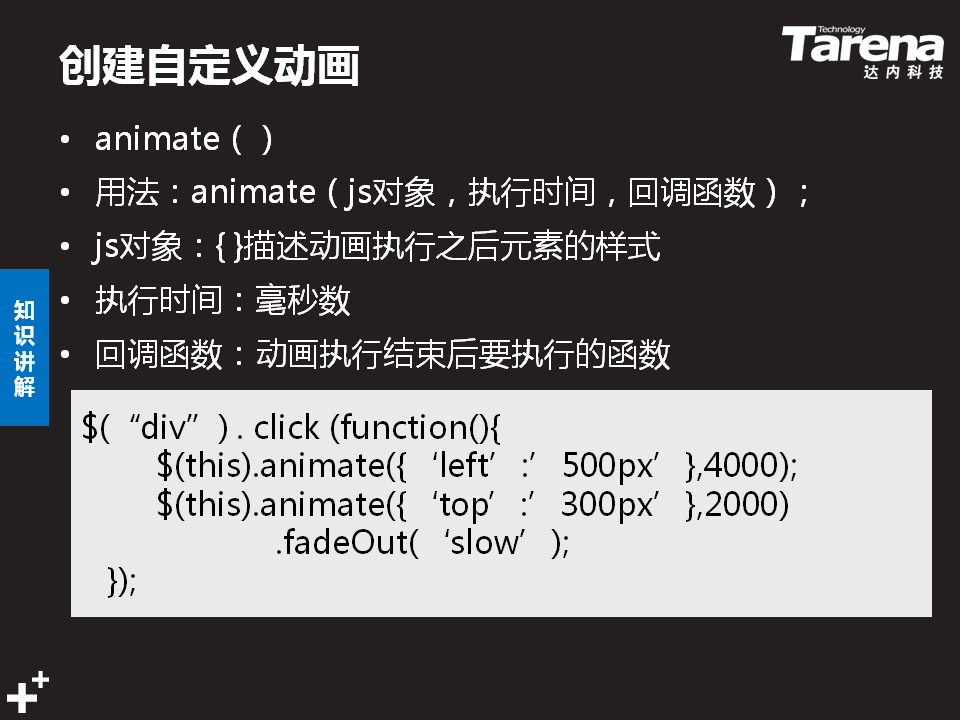 创建自定义动画
Technology
Tarena
达内科技
• animate（ ）
• 用法：animate（js对象，执行时间，回调函数）；
• js对象：{ }描述动画执行之后元素的样式
• 执行时间：毫秒数
• 回调函数：动画执行结束后要执行的函数
知识讲解
$(“div”) . click (function(){
$(this).animate({‘left’:’500px’},4000);
$(this).animate({‘top’:’300px’},2000)
.fadeOut(‘slow’);
});